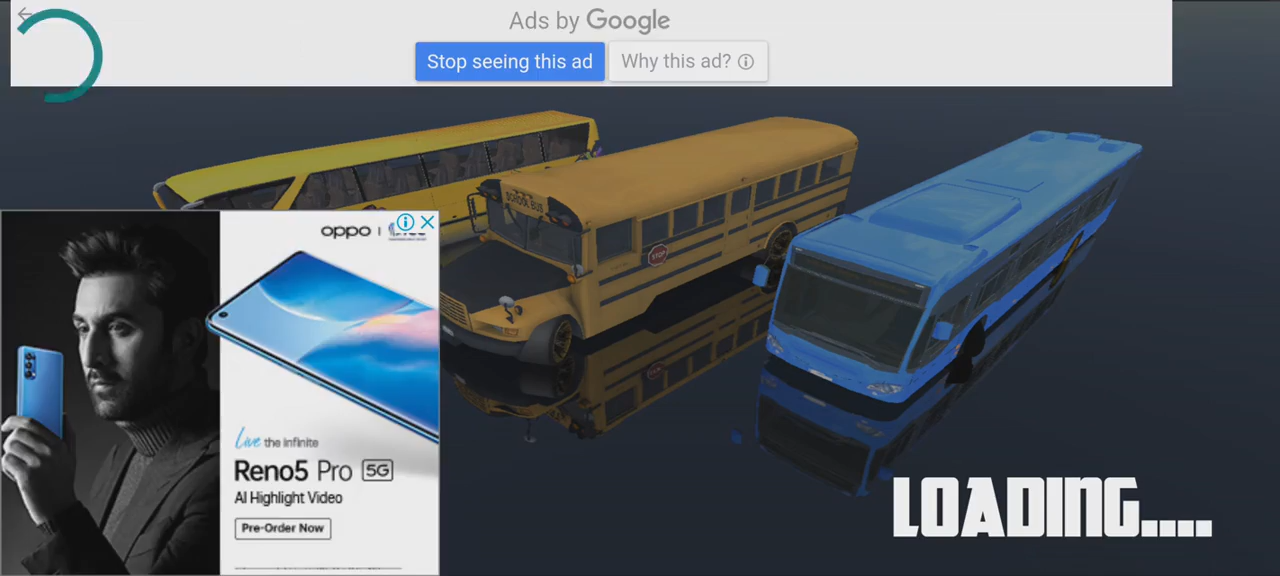 Ads by Google
Stop seeing this ad
Why this ad?
SCHOOL BUS
STOP
oppo
Live the infinite
Reno5 Pro 5G
AI Highlight Video
Pre-Order Now
LOADING....